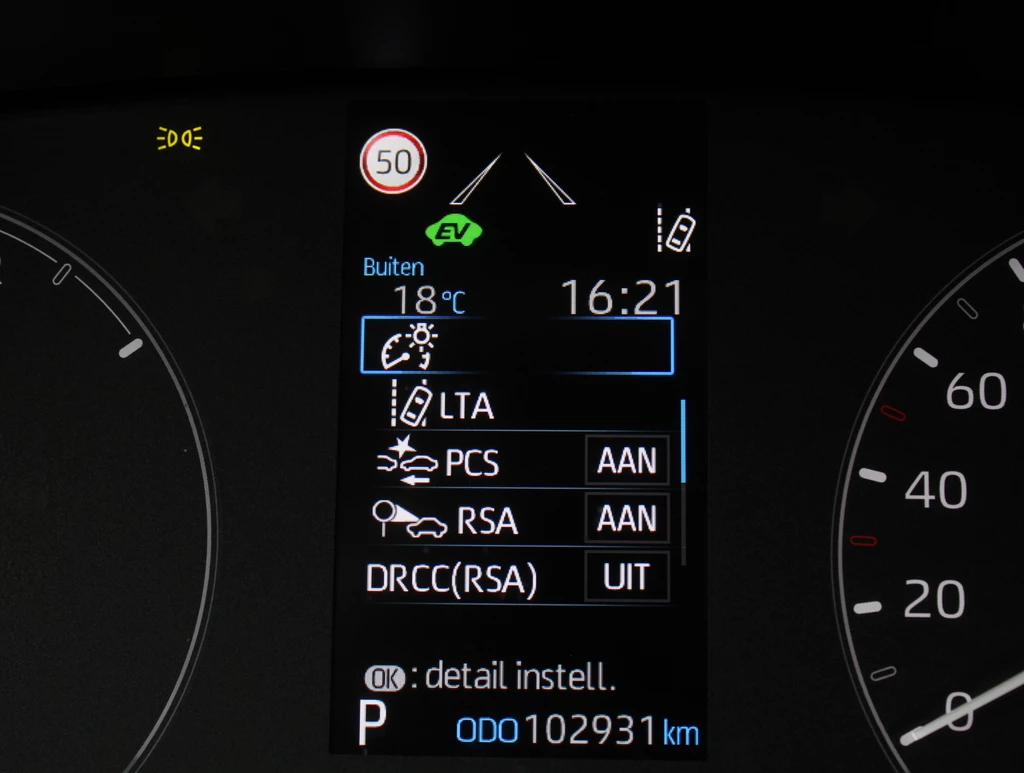 50
EV
Buiten
18°C 16:21
LTA
PCS AAN
RSA AAN
DRCC(RSA) UIT
OK : detail instell.
P ODO 102931 km
60
40
20
0